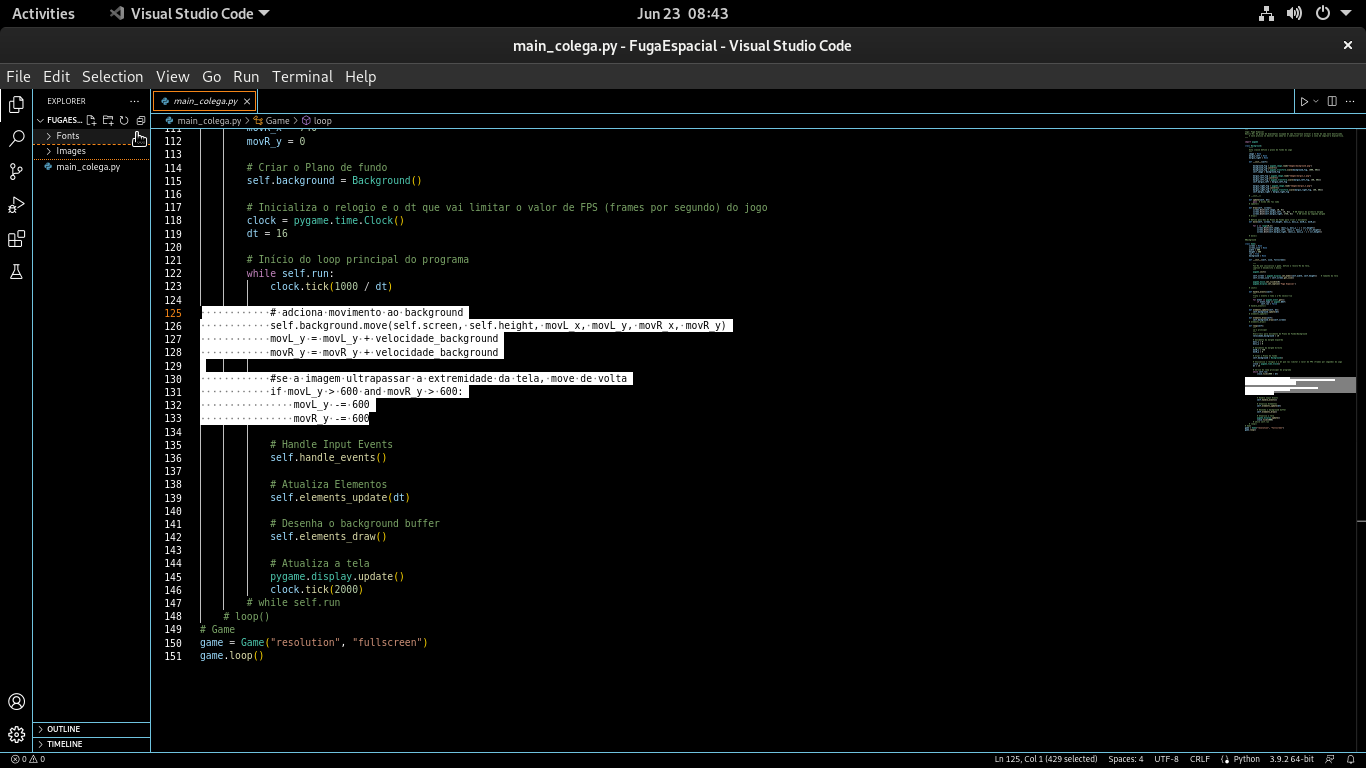 Activities Visual Studio Code Jun 23 08:43
main_colega.py - FugaEspacial - Visual Studio Code
File Edit Selection View Go Run Terminal Help
EXPLORER
FUGAES...
Fonts
Images
main_colega.py
main_colega.py
main_colega.py > Game > loop
112 movR_y = 0
113
114 # Criar o Plano de fundo
115 self.background = Background()
116
117 # Inicializa o relogio e o dt que vai limitar o valor de FPS (frames por segundo) do jogo
118 clock = pygame.time.Clock()
119 dt = 16
120
121 # Início do loop principal do programa
122 while self.run:
123 clock.tick(1000 / dt)
124
125 # adciona movimento ao background
126 self.background.move(self.screen, self.height, movL_x, movL_y, movR_x, movR_y)
127 movL_y = movL_y + velocidade_background
128 movR_y = movR_y + velocidade_background
129
130 #se a imagem ultrapassar a extremidade da tela, move de volta
131 if movL_y > 600 and movR_y > 600:
132 movL_y -= 600
133 movR_y -= 600
134
135 # Handle Input Events
136 self.handle_events()
137
138 # Atualiza Elementos
139 self.elements_update(dt)
140
141 # Desenha o background buffer
142 self.elements_draw()
143
144 # Atualiza a tela
145 pygame.display.update()
146 clock.tick(2000)
147 # while self.run
148 # loop()
149 # Game
150 game = Game("resolution", "fullscreen")
151 game.loop()
OUTLINE
TIMELINE
0 0 Ln 125, Col 1 (429 selected) Spaces: 4 UTF-8 CRLF Python 3.9.2 64-bit